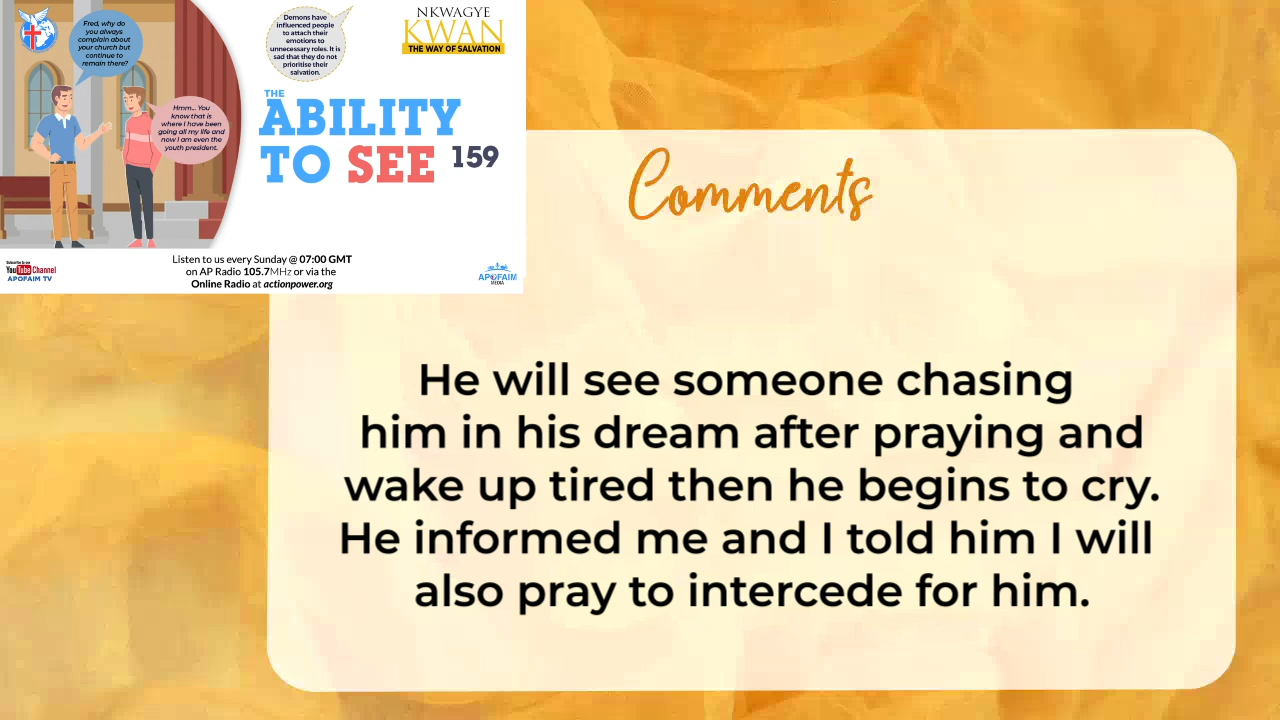 Fred, why do
you always
complain about
your church but
continue to
remain there?
Hmm... You
know that is
where I have been
going all my life and
now I am even the
youth president.
Demons have
influenced people
to attach their
emotions to
unnecessary roles. It is
sad that they do not
prioritise their
salvation.
NKWAGYE
KWAN
THE WAY OF SALVATION
THE
ABILITY
TO SEE 159
Subscribe to our
YouTube Channel
APOFAIM TV
Listen to us every Sunday @ 07:00 GMT
on AP Radio 105.7MHz or via the
Online Radio at actionpower.org
APOFAIM
MEDIA
Comments
He will see someone chasing
him in his dream after praying and
wake up tired then he begins to cry.
He informed me and I told him I will
also pray to intercede for him.